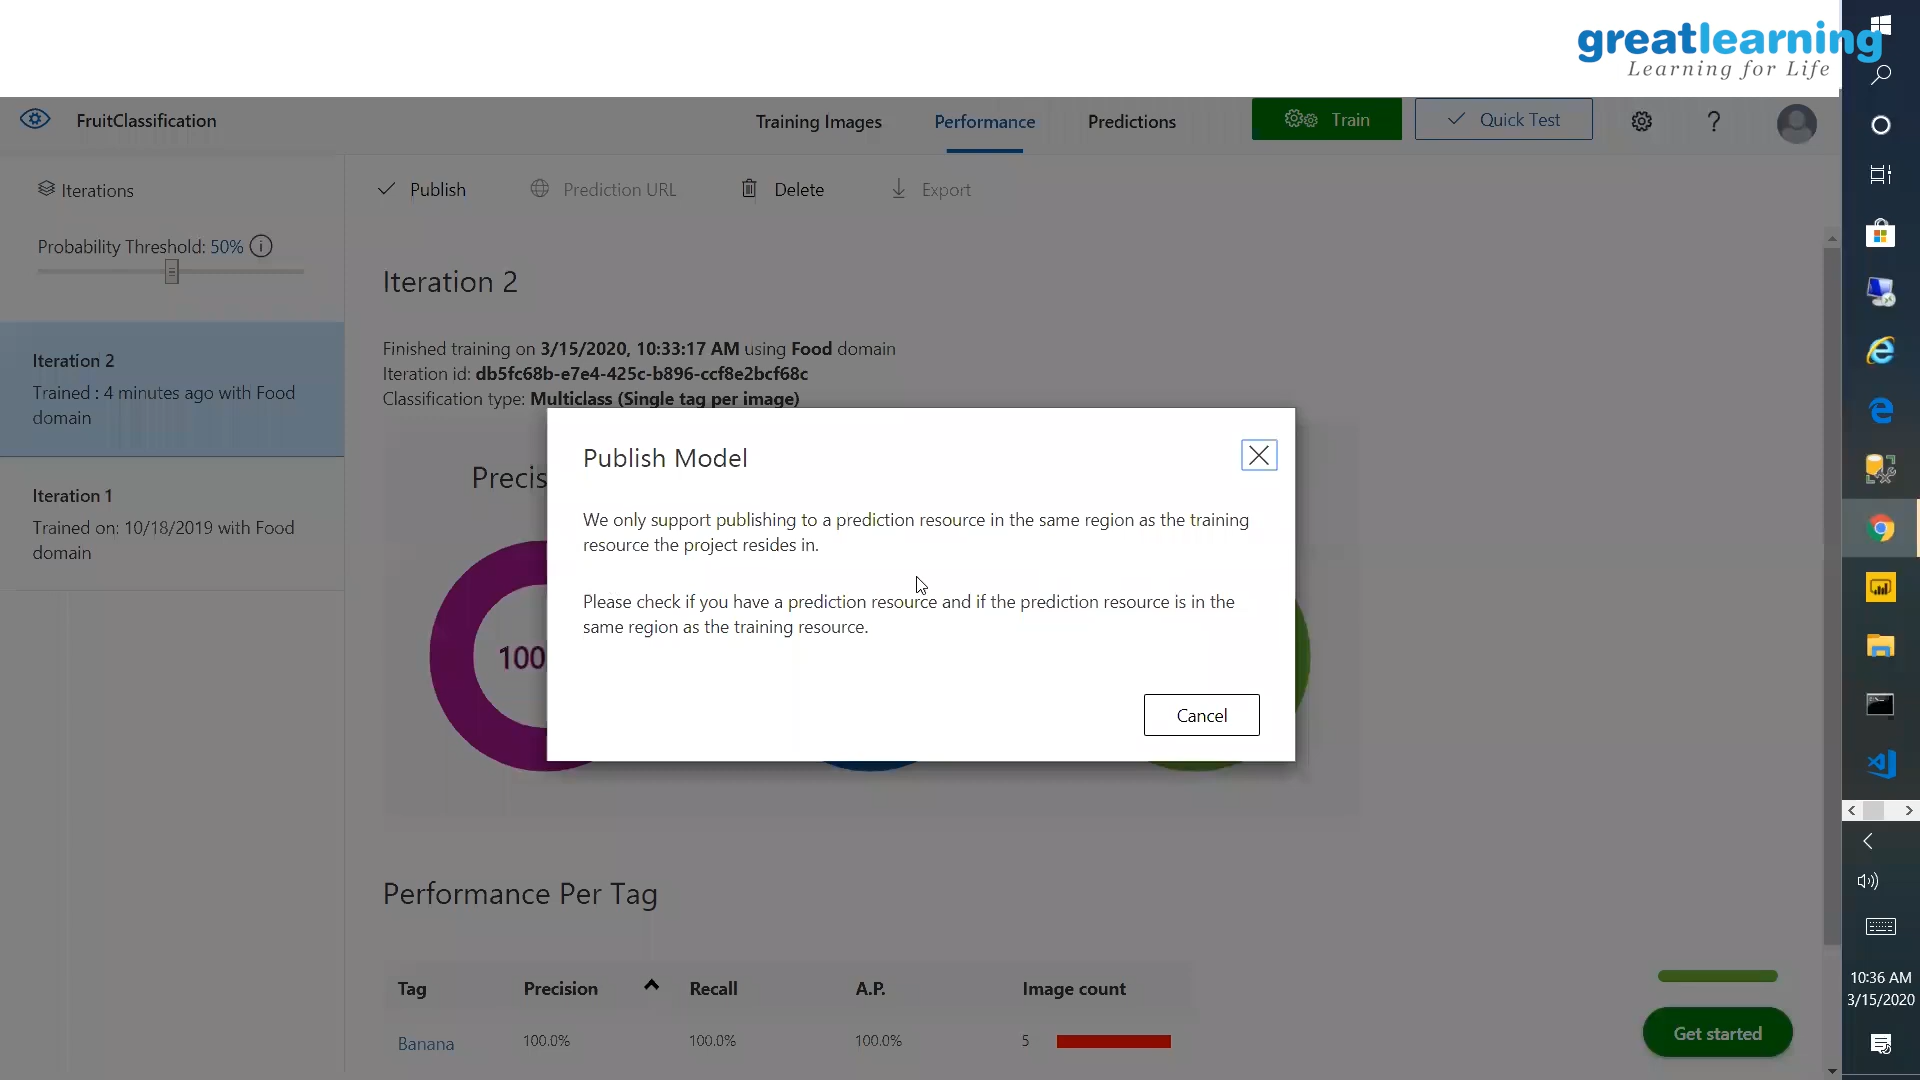 greatlearning
Learning for Life
FruitClassification
Training Images
Performance
Predictions
Train
Quick Test
?
Iterations
Publish
Prediction URL
Delete
Export
Probability Threshold: 50%
Iteration 2
Finished training on 3/15/2020, 10:33:17 AM using Food domain
Iteration id: db5fc68b-e7e4-425c-b896-ccf8e2bcf68c
Classification type: Multiclass (Single tag per image)
Iteration 2
Trained : 4 minutes ago with Food
domain
Iteration 1
Trained on: 10/18/2019 with Food
domain
Precis
100
Publish Model
We only support publishing to a prediction resource in the same region as the training
resource the project resides in.
Please check if you have a prediction resource and if the prediction resource is in the
same region as the training resource.
Cancel
Performance Per Tag
Tag
Precision
Recall
A.P.
Image count
Banana
100.0%
100.0%
100.0%
5
Get started
10:36 AM
3/15/2020